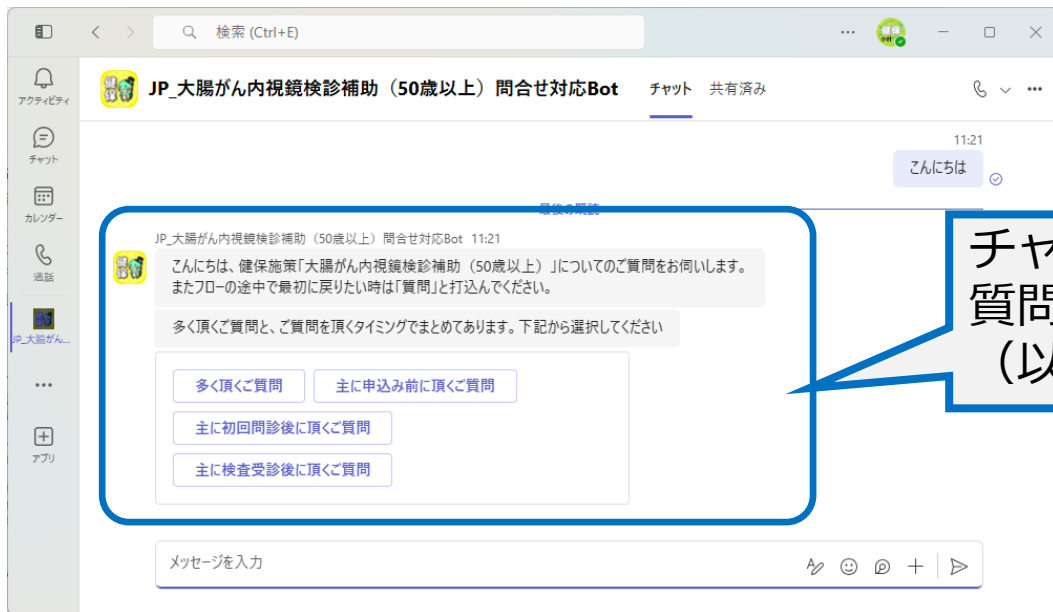 検索 (Ctrl+E)
アクティビティ
チャット
カレンダー
通話
JP_大腸がん...
アプリ
JP_大腸がん内視鏡検診補助（50歳以上）問合せ対応Bot チャット 共有済み
11:21
こんにちは
最後の既読
JP_大腸がん内視鏡検診補助（50歳以上）問合せ対応Bot 11:21
こんにちは、健保施策「大腸がん内視鏡検診補助（50歳以上）」についてのご質問をお伺いします。
またフローの途中で最初に戻りたい時は「質問」と打込んでください。
多く頂くご質問と、ご質問を頂くタイミングでまとめてあります。下記から選択してください
多く頂くご質問 主に申込み前に頂くご質問
主に初回問診後に頂くご質問
主に検査受診後に頂くご質問
メッセージを入力
チャ
質問
（以